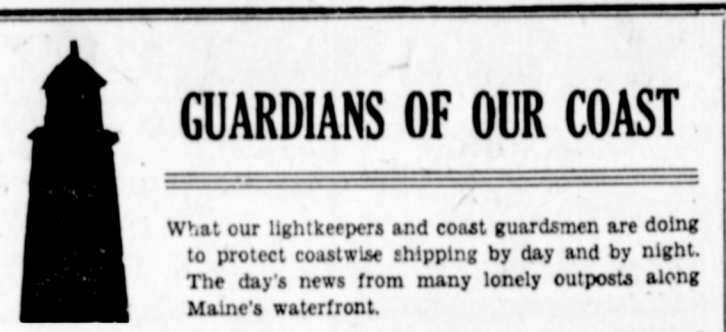 GUARDIANS OF OUR COAST
What our lightkeepers and coast guardsmen are doing
to protect coastwise shipping by day and by night.
The day's news from many lonely outposts along
Maine's waterfront.